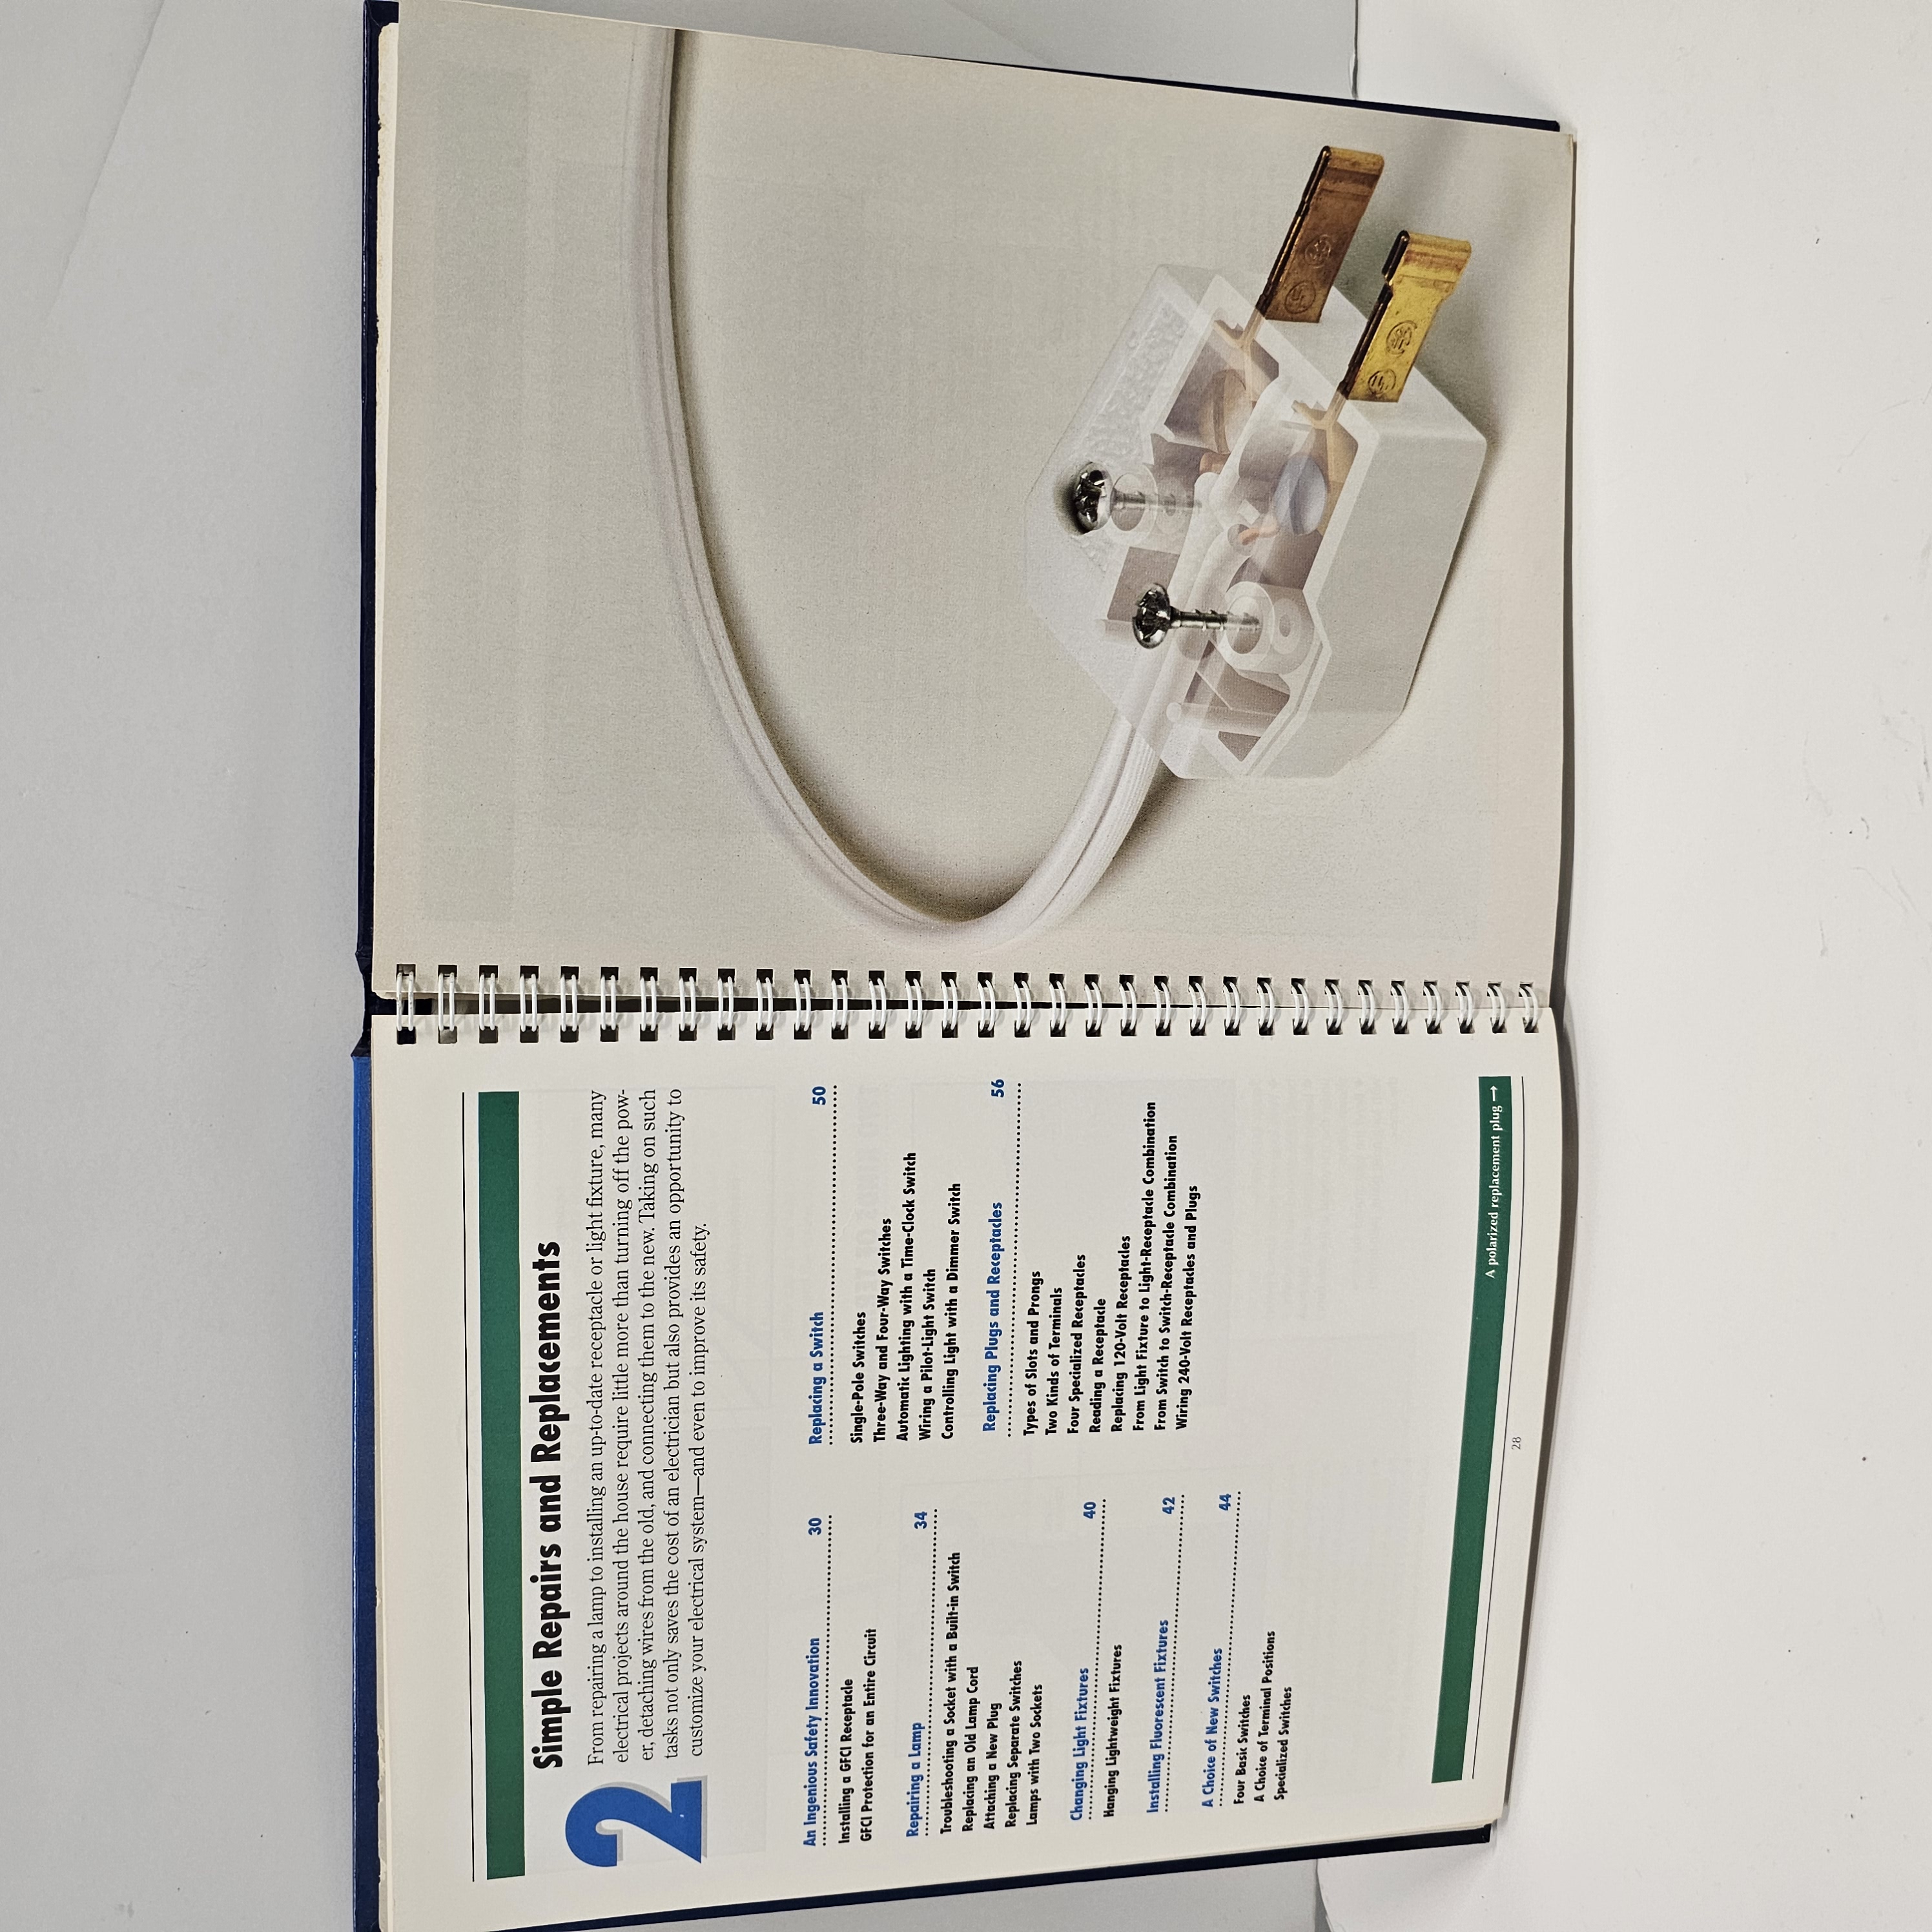 Simple Repairs and Replacements
2
From repairing a lamp to installing an up-to-date receptacle or light fixture, many
electrical projects around the house require little more than turning off the pow-
er, detaching wires from the old, and connecting them to the new. Taking on such
tasks not only saves the cost of an electrician but also provides an opportunity to
customize your electrical system—and even to improve its safety.
An Ingenious Safety Innovation 30
Installing a GFCI Receptacle
GFCI Protection for an Entire Circuit
Repairing a Lamp 34
Troubleshooting a Socket with a Built-in Switch
Replacing an Old Lamp Cord
Attaching a New Plug
Replacing Separate Switches
Lamps with Two Sockets
Changing Light Fixtures 40
Hanging Lightweight Fixtures
Installing Fluorescent Fixtures 42
A Choice of New Switches 44
Four Basic Switches
A Choice of Terminal Positions
Specialized Switches
Replacing a Switch 50
Single-Pole Switches
Three-Way and Four-Way Switches
Automatic Lighting with a Time-Clock Switch
Wiring a Pilot-Light Switch
Controlling Light with a Dimmer Switch
Replacing Plugs and Receptacles 56
Types of Slots and Prongs
Two Kinds of Terminals
Four Specialized Receptacles
Reading a Receptacle
Replacing 120-Volt Receptacles
From Light Fixture to Light-Receptacle Combination
From Switch to Switch-Receptacle Combination
Wiring 240-Volt Receptacles and Plugs
A polarized replacement plug →
28